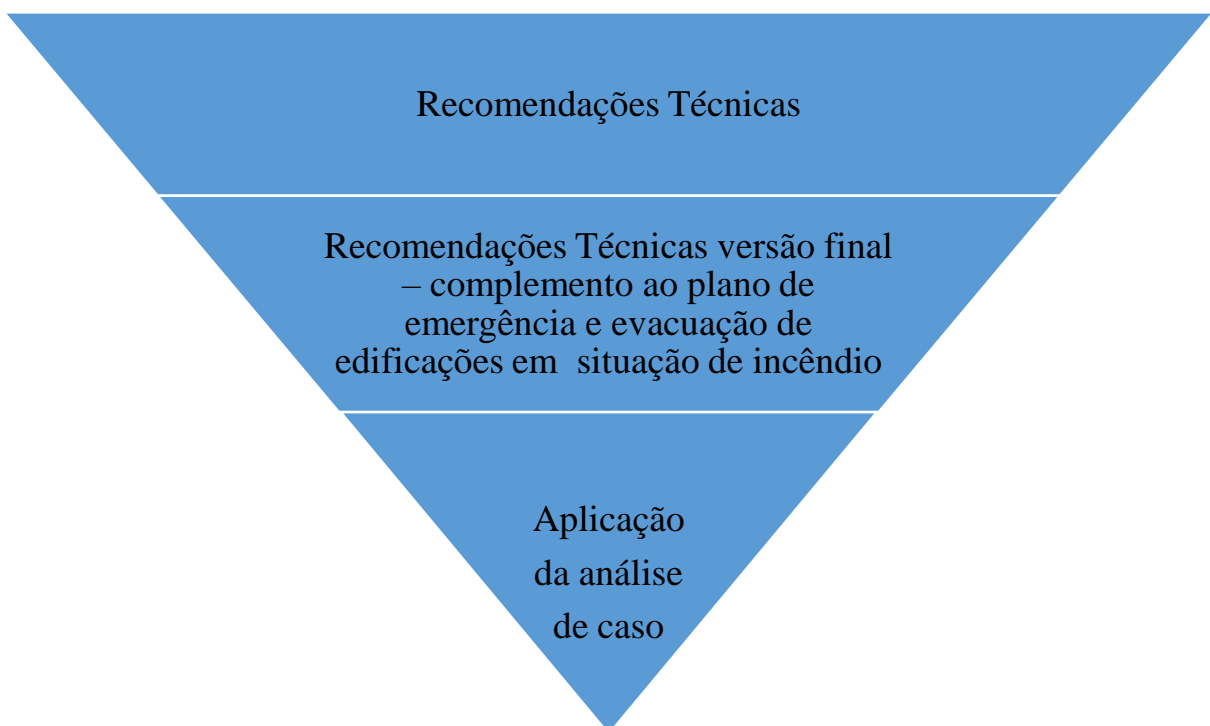 Recomendações Técnicas
Recomendações Técnicas versão final
– complemento ao plano de
emergência e evacuação de
edificações em situação de incêndio
Aplicação
da análise
de caso